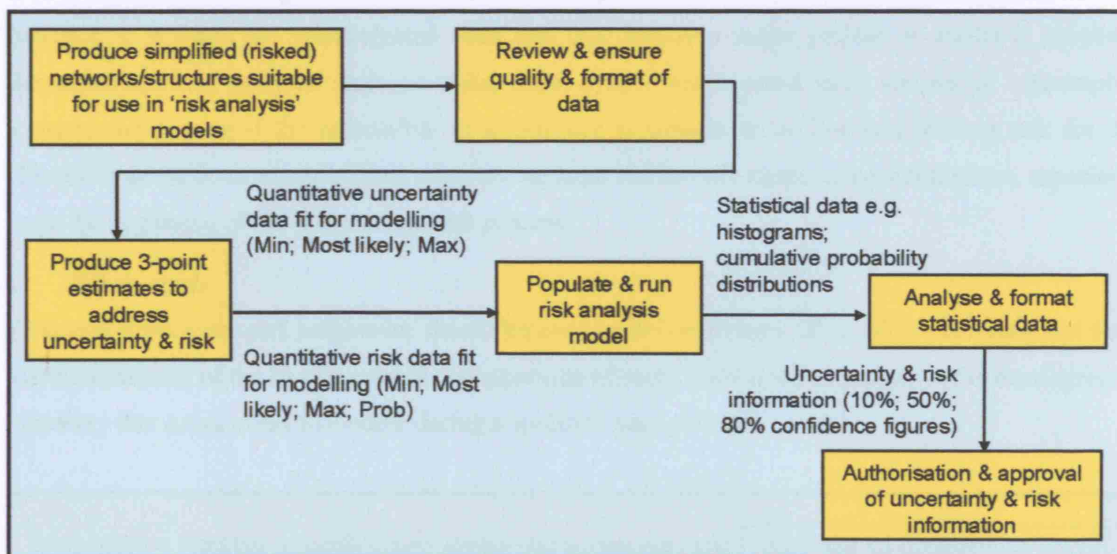 Produce simplified (risked)
networks/structures suitable
for use in 'risk analysis'
models
Review & ensure
quality & format of
data
Quantitative uncertainty
data fit for modelling
(Min; Most likely; Max)
Produce 3-point
estimates to
address
uncertainty & risk
Quantitative risk data fit
for modelling (Min; Most
likely; Max; Prob)
Populate & run
risk analysis
model
Statistical data e.g.
histograms;
cumulative probability
distributions
Analyse & format
statistical data
Uncertainty & risk
information (10%; 50%;
80% confidence figures)
Authorisation & approval
of uncertainty & risk
information